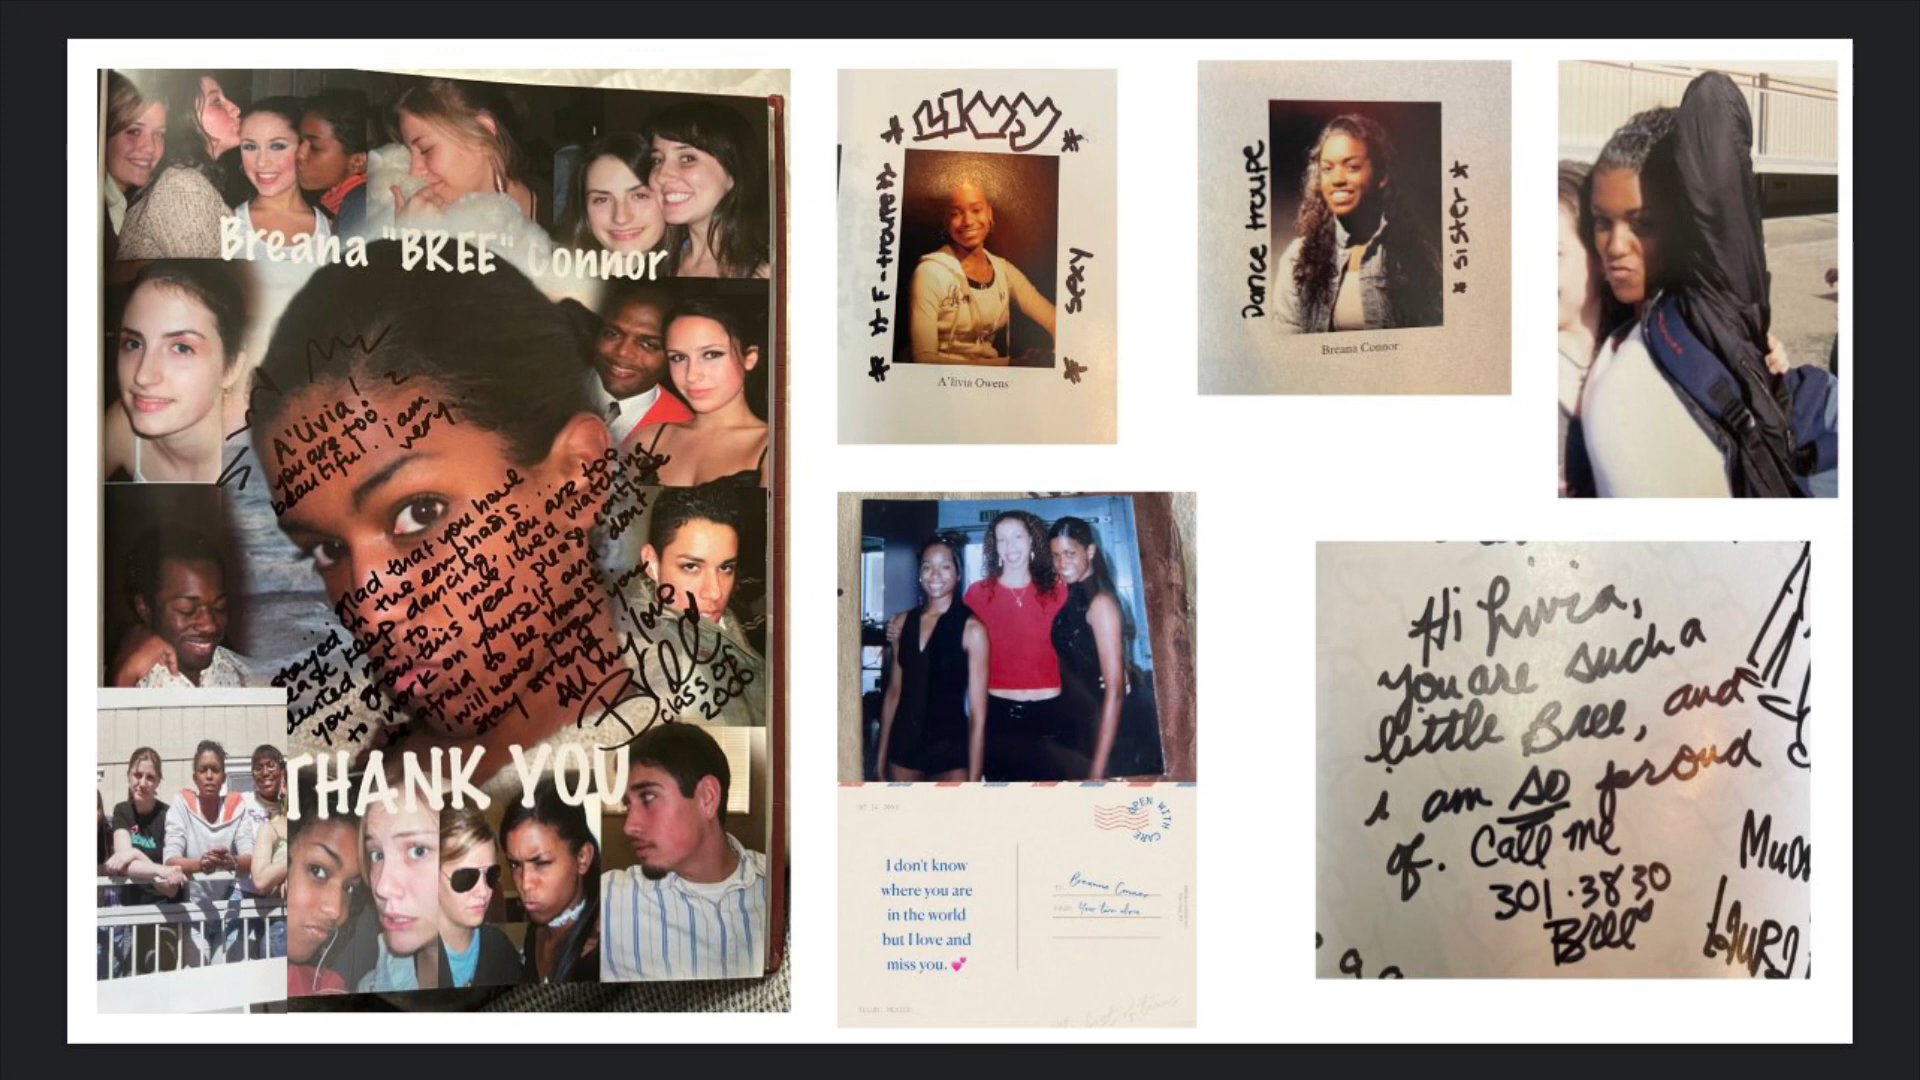 Breana "BREE" Connor
A'Livia!
you are too
beautiful. i am
very...
glad that you have
stayed in the emphasis.
please keep dancing, you are too
talented not to. I have loved watching
you grow this year, please continue
to work on yourself and don't
be afraid to be honest.
i will never forget you
stay strong
All my love
Bree
class of
2000
THANK YOU
LIVVY
F-troupe
sexy
A'livia Owens
Dance troupe
sister
Breana Connor
OPEN WITH CARE
I don't know
where you are
in the world
but I love and
miss you. 💕
Breanna Connor
Hi Livia,
you are such a
little Bree, and
i am so proud
of. Call me
301.3830
Bree